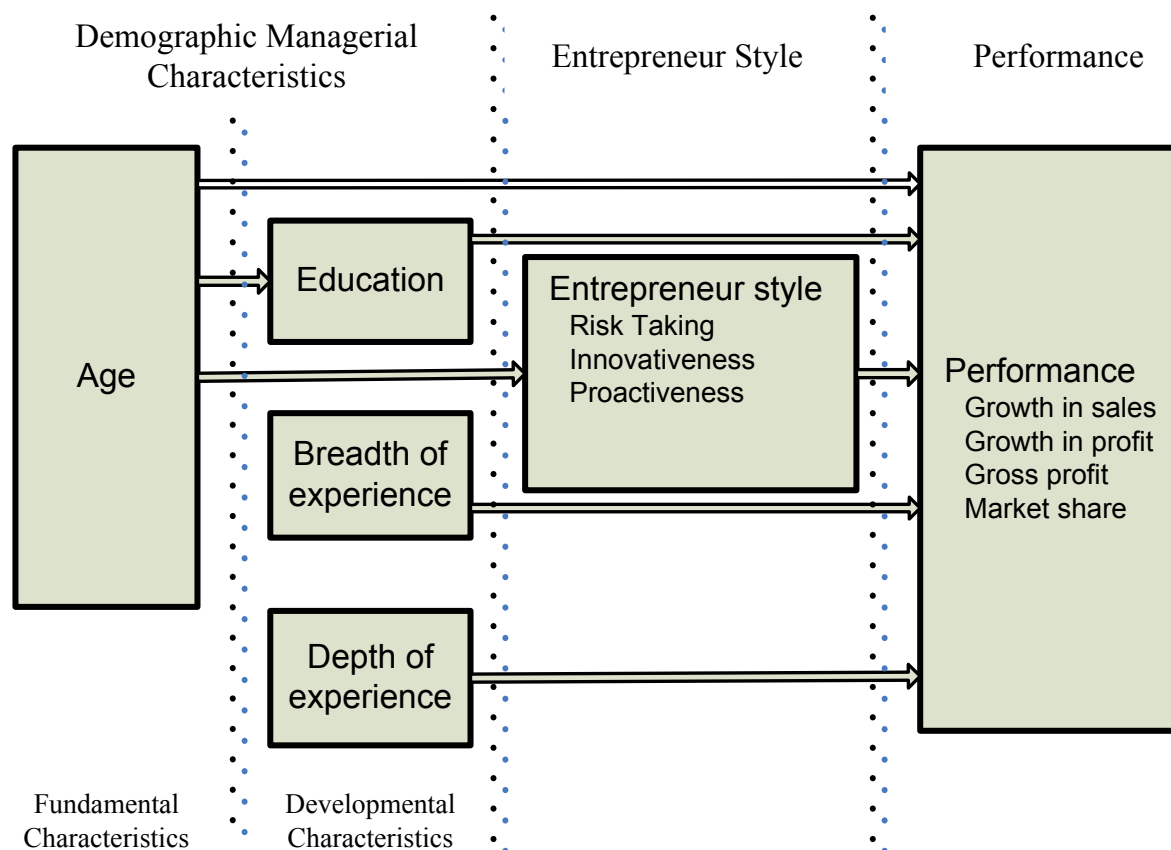 Demographic Managerial
Characteristics
Entrepreneur Style
Performance
Age
Education
Entrepreneur style
Risk Taking
Innovativeness
Proactiveness
Breadth of
experience
Depth of
experience
Performance
Growth in sales
Growth in profit
Gross profit
Market share
Fundamental
Characteristics
Developmental
Characteristics